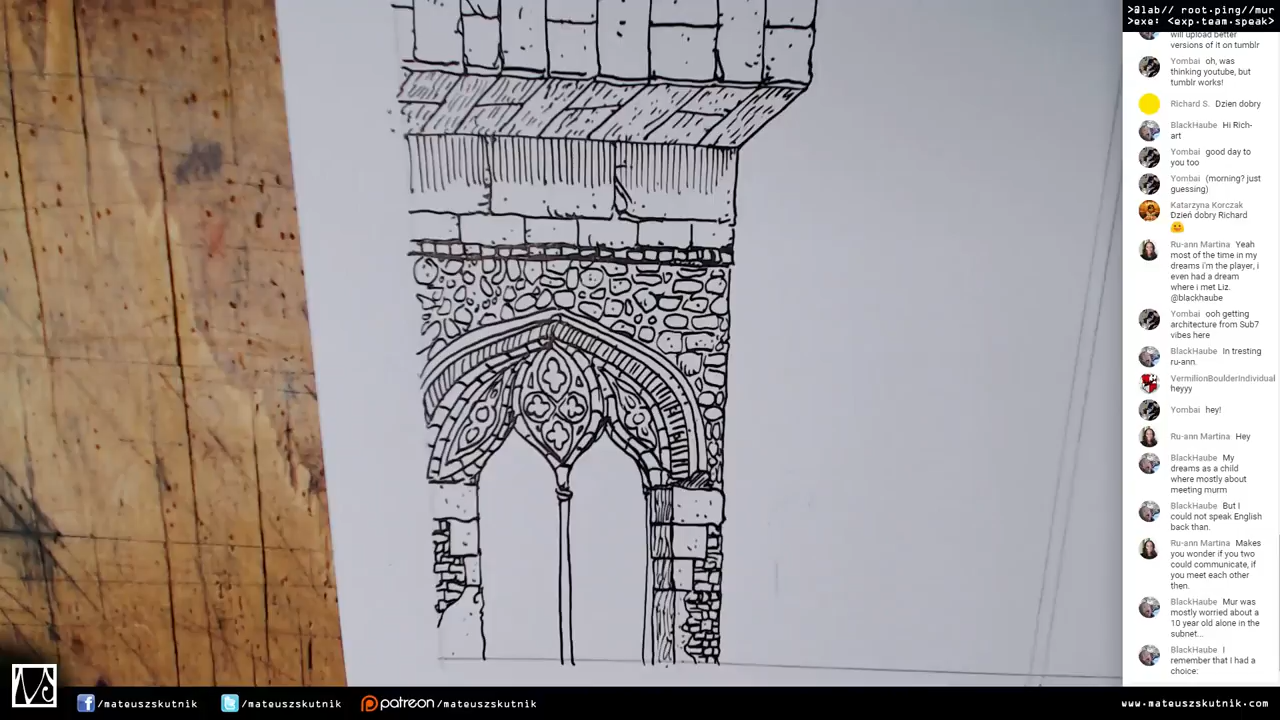 >@lab// root.ping//mur
>exe: <exp.team.speak>
will upload better
versions of it on tumblr
Yombai oh, was
thinking youtube, but
tumblr works!
Richard S. Dzien dobry
BlackHaube Hi Rich-
art
Yombai good day to
you too
Yombai (morning? just
guessing)
Katarzyna Korczak
Dzień dobry Richard
Ru-ann Martina Yeah
most of the time in my
dreams i'm the player, i
even had a dream
where i met Liz.
@blackhaube
Yombai ooh getting
architecture from Sub7
vibes here
BlackHaube In tresting
ru-ann.
VermilionBoulderIndividual
heyyy
Yombai hey!
Ru-ann Martina Hey
BlackHaube My
dreams as a child
where mostly about
meeting murm
BlackHaube But I
could not speak English
back than.
Ru-ann Martina Makes
you wonder if you two
could communicate, if
you meet each other
then.
BlackHaube Mur was
mostly worried about a
10 year old alone in the
subnet...
BlackHaube I
remember that I had a
choice:
/mateuszskutnik
/mateuszskutnik
patreon/mateuszskutnik
www.mateuszskutnik.com